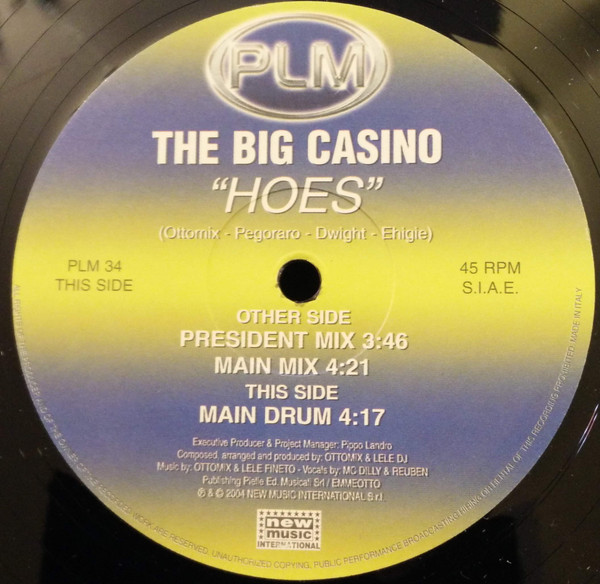 PLM
THE BIG CASINO
“HOES”
(Ottomix - Pegoraro - Dwight - Ehigie)
PLM 34
THIS SIDE
45 RPM
S.I.A.E.
OTHER SIDE
PRESIDENT MIX 3:46
MAIN MIX 4:21
THIS SIDE
MAIN DRUM 4:17
Executive Producer & Project Manager: Pippo Landro
Composed, arranged and produced by: OTTOMIX & LELE DJ
Music by: OTTOMIX & LELE FINETO - Vocals by: MC DILLY & REUBEN
Publishing Pielle Ed. Musicali Srl / EMMEOTTO
℗ & © 2004 NEW MUSIC INTERNATIONAL S.r.l.
new
music
INTERNATIONAL
WORK ARE RESERVED. UNAUTHORIZED COPYING, PUBLIC PERFORMANCE BROADCASTING OF THIS RECORDING PROHIBITED. MADE IN ITALY